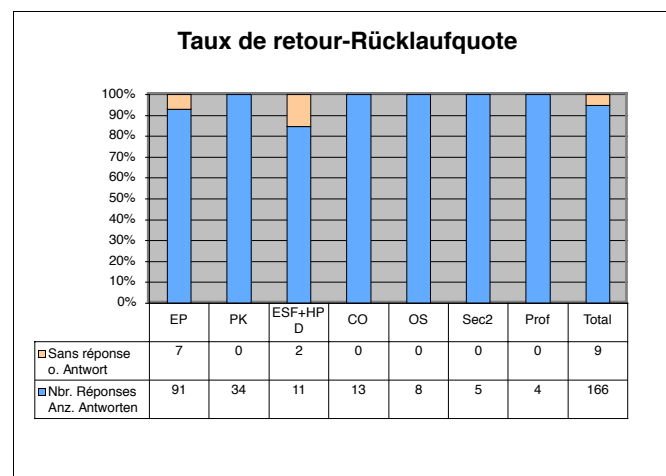 Taux de retour-Rücklaufquote
100%
90%
80%
70%
60%
50%
40%
30%
20%
10%
0%
EP PK ESF+HP CO OS Sec2 Prof Total
D
Sans réponse 7 0 2 0 0 0 0 9
o. Antwort
Nbr. Réponses 91 34 11 13 8 5 4 166
Anz. Antworten